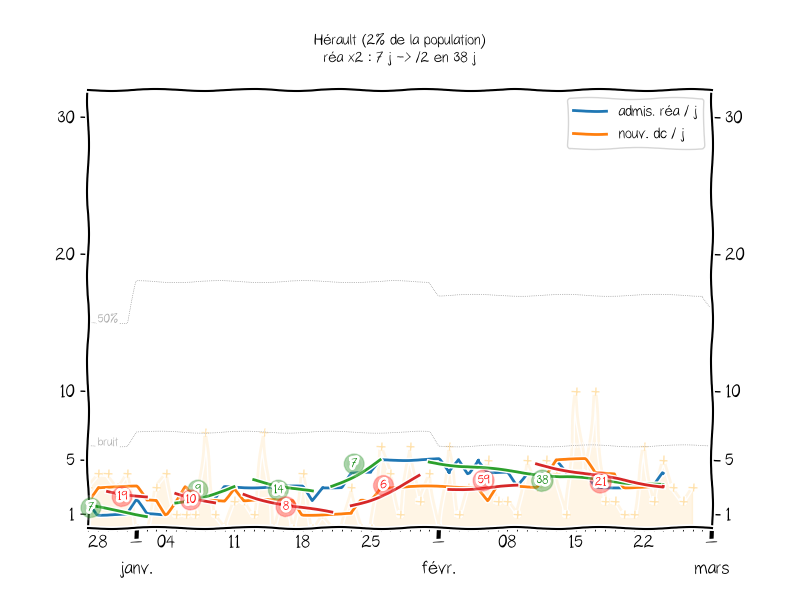 Hérault (2% de la population)
réa x2 : 7 j -> /2 en 38 j
admis. réa / j
nouv. dc / j
30 30
20 20
50%
10 10
bruit
5 5
7 9 14 6 59 38 21
19 10 8
7
1 1
28 04 11 18 25 08 15 22
janv. févr. mars